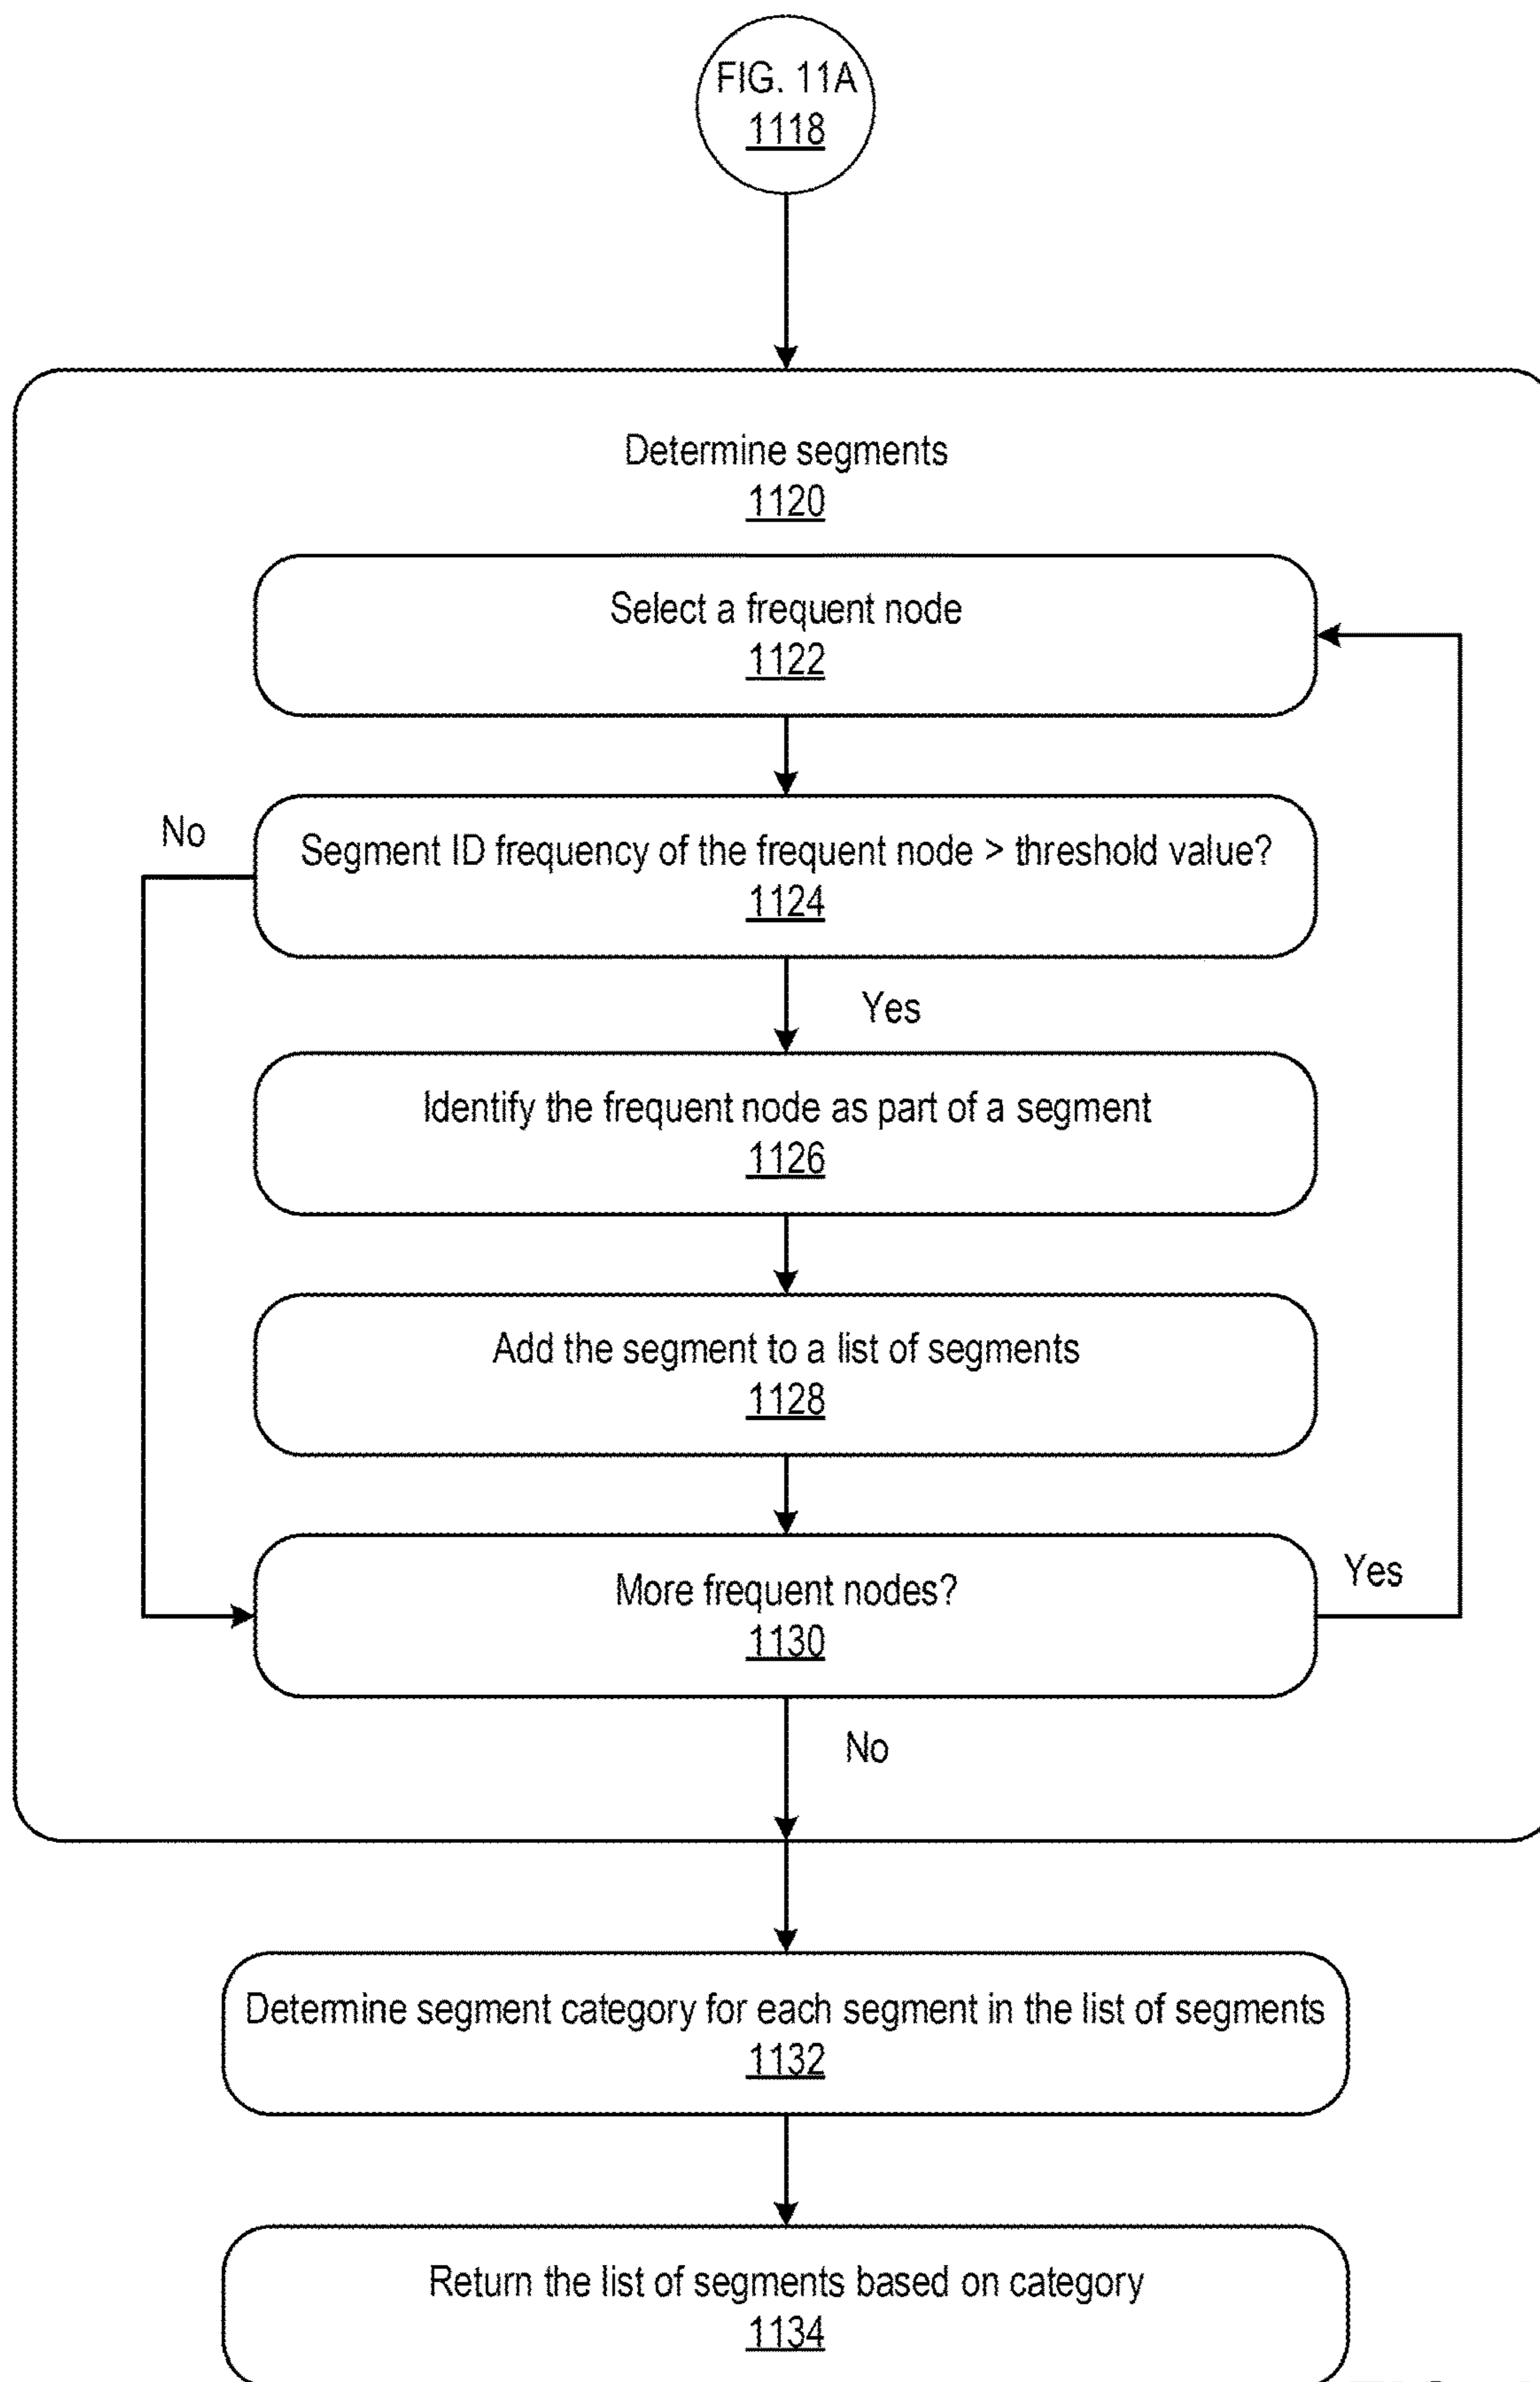 FIG. 11A
1118
Determine segments
1120
Select a frequent node
1122
No
Segment ID frequency of the frequent node > threshold value?
1124
Yes
Identify the frequent node as part of a segment
1126
Add the segment to a list of segments
1128
More frequent nodes?
1130
Yes
No
Determine segment category for each segment in the list of segments
1132
Return the list of segments based on category
1134